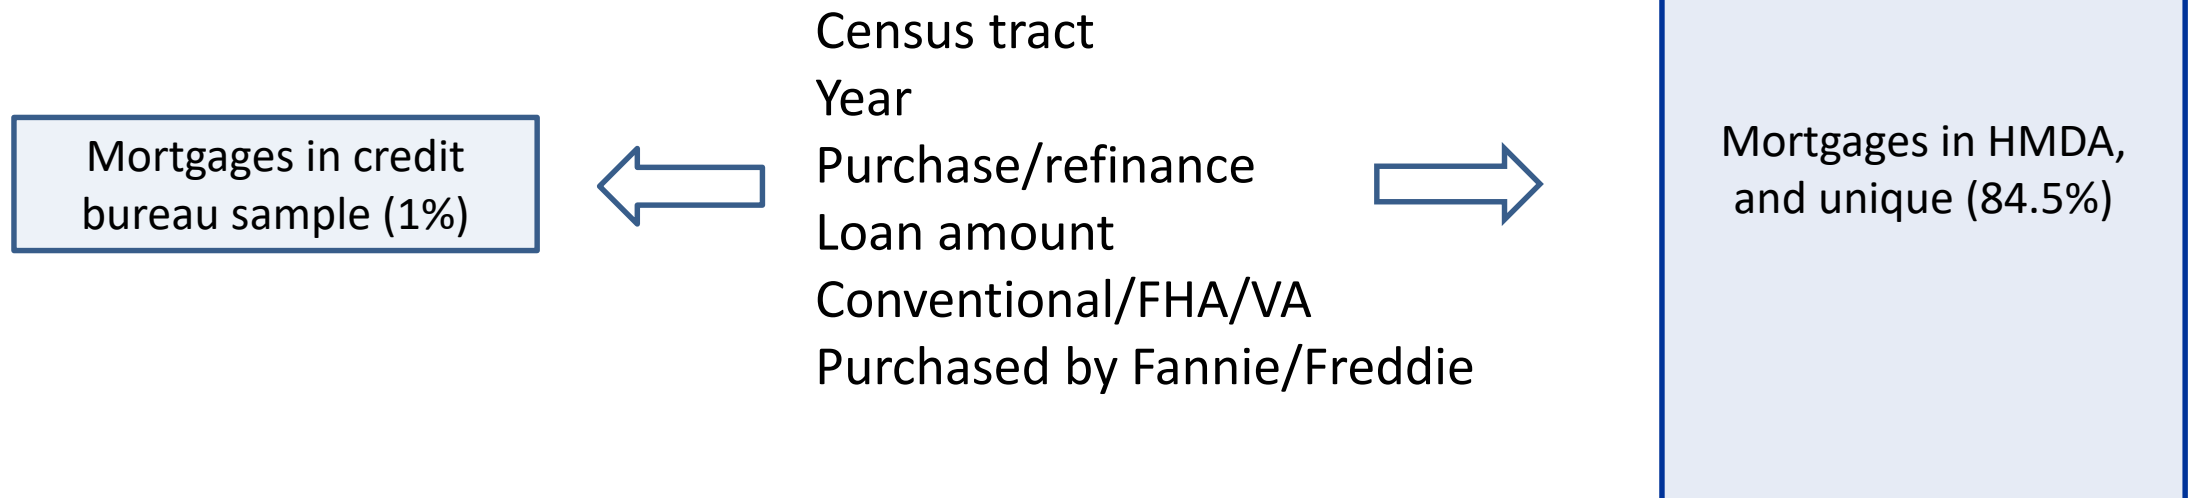 Mortgages in credit
bureau sample (1%)
Census tract
Year
Purchase/refinance
Loan amount
Conventional/FHA/VA
Purchased by Fannie/Freddie
Mortgages in HMDA,
and unique (84.5%)